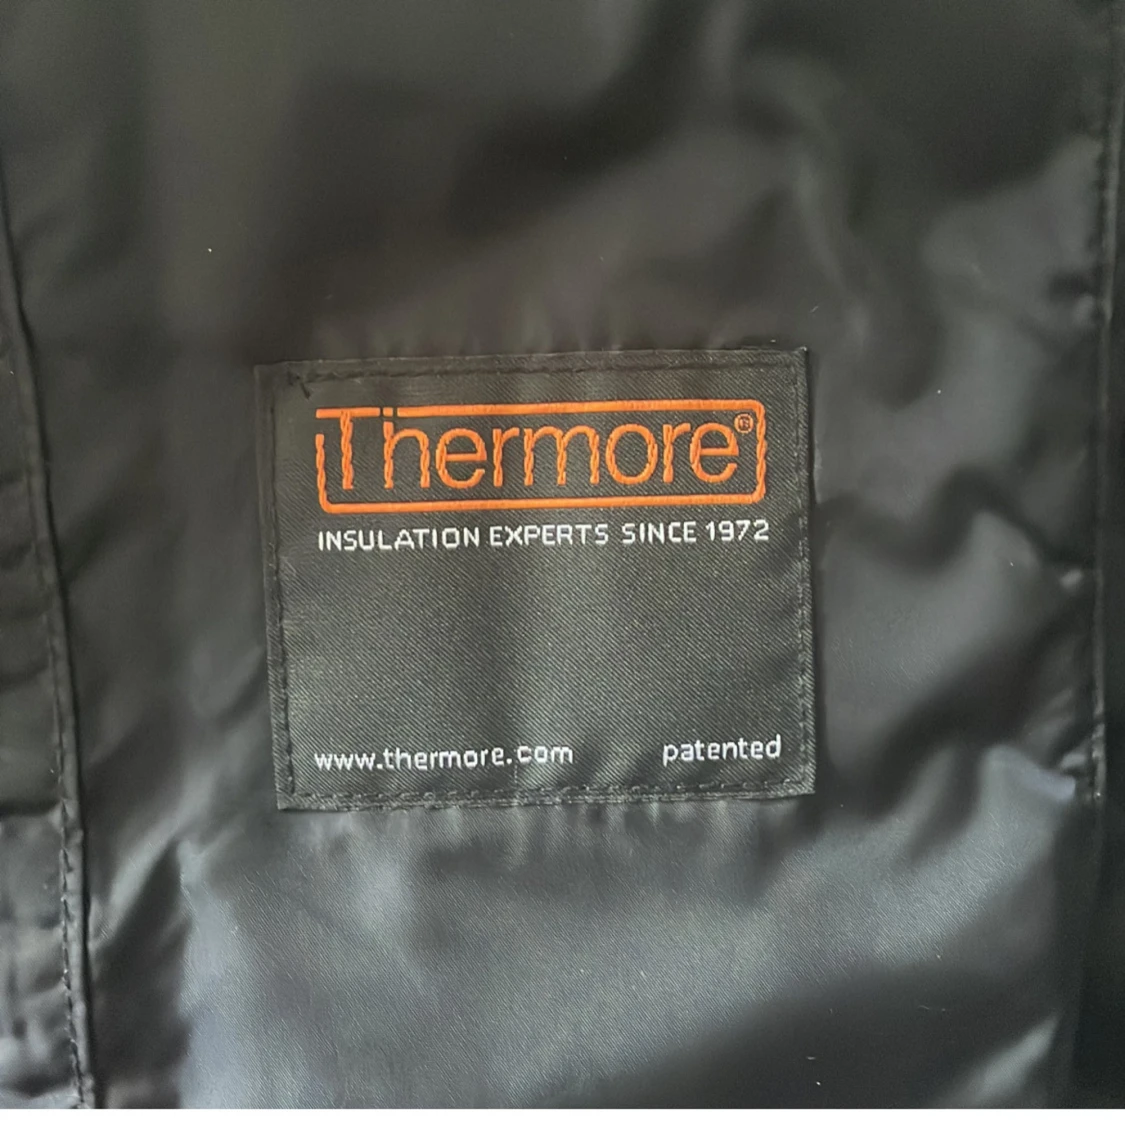 Thermore®
INSULATION EXPERTS SINCE 1972
www.thermore.com patented